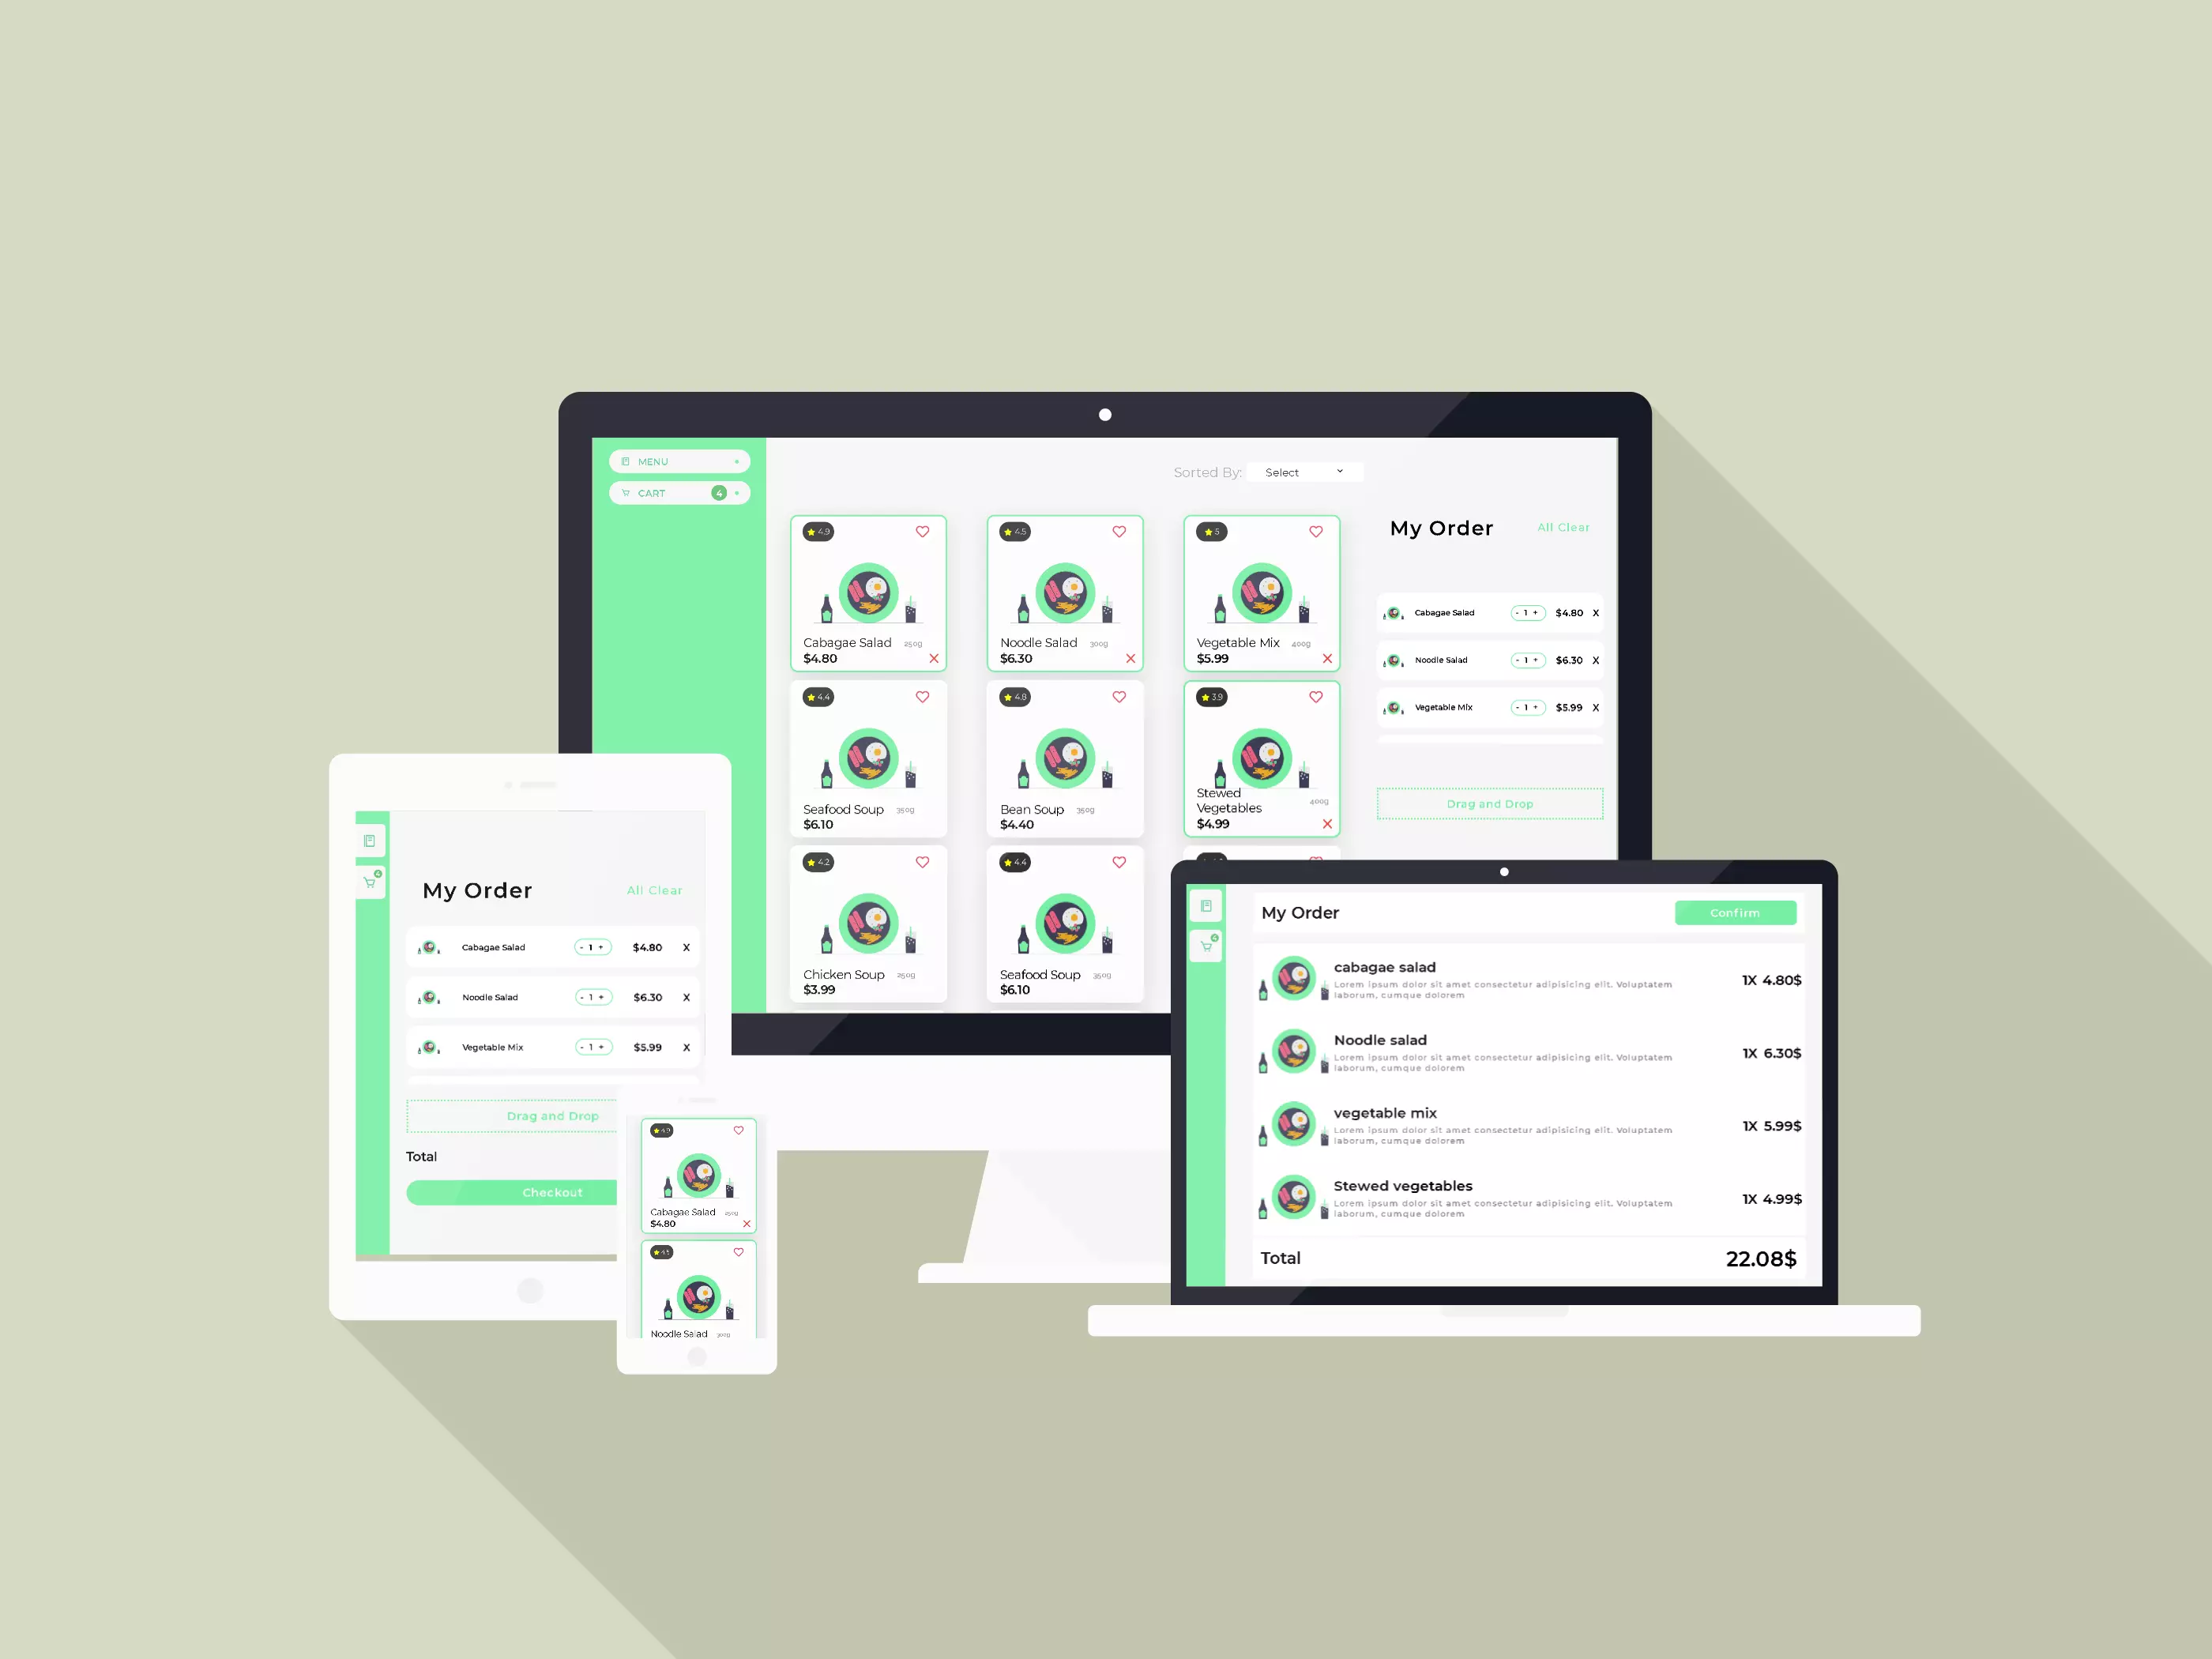 MENU
CART
4
Sorted By:
Select
4.9
4.5
5
Cabagae Salad 250g
$4.80
Noodle Salad 300g
$6.30
Vegetable Mix 400g
$5.99
4.4
4.8
3.9
Seafood Soup 350g
$6.10
Bean Soup 350g
$4.40
Stewed
Vegetables 400g
$4.99
4.2
4.4
Chicken Soup 250g
$3.99
Seafood Soup 350g
$6.10
My Order All Clear
Cabagae Salad - 1 + $4.80 X
Noodle Salad - 1 + $6.30 X
Vegetable Mix - 1 + $5.99 X
Drag and Drop
4
My Order All Clear
Cabagae Salad - 1 + $4.80 X
Noodle Salad - 1 + $6.30 X
Vegetable Mix - 1 + $5.99 X
Drag and Drop
Total
Checkout
4.9
Cabagae Salad 250g
$4.80
4.5
Noodle Salad 300g
4
My Order Confirm
cabagae salad
Lorem ipsum dolor sit amet consectetur adipisicing elit. Voluptatem
laborum, cumque dolorem
1X 4.80$
Noodle salad
Lorem ipsum dolor sit amet consectetur adipisicing elit. Voluptatem
laborum, cumque dolorem
1X 6.30$
vegetable mix
Lorem ipsum dolor sit amet consectetur adipisicing elit. Voluptatem
laborum, cumque dolorem
1X 5.99$
Stewed vegetables
Lorem ipsum dolor sit amet consectetur adipisicing elit. Voluptatem
laborum, cumque dolorem
1X 4.99$
Total 22.08$